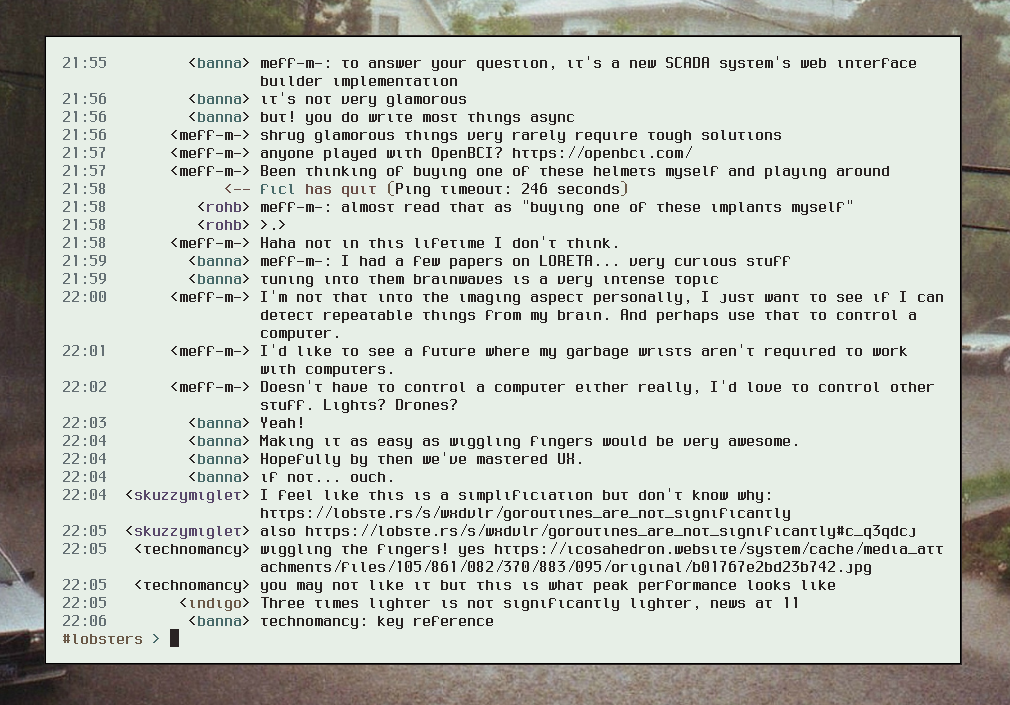 21:55 <banna> meff-m-: to answer your question, it's a new SCADA system's web interface
builder implementation
21:56 <banna> it's not very glamorous
21:56 <banna> but! you do write most things async
21:56 <meff-m-> shrug glamorous things very rarely require tough solutions
21:57 <meff-m-> anyone played with OpenBCI? https://openbci.com/
21:57 <meff-m-> Been thinking of buying one of these helmets myself and playing around
21:58 <-- ficl has quit (Ping timeout: 246 seconds)
21:58 <rohb> meff-m-: almost read that as "buying one of these implants myself"
21:58 <rohb> >.>
21:58 <meff-m-> Haha not in this lifetime I don't think.
21:59 <banna> meff-m-: I had a few papers on LORETA... very curious stuff
21:59 <banna> tuning into them brainwaves is a very intense topic
22:00 <meff-m-> I'm not that into the imaging aspect personally, I just want to see if I can
detect repeatable things from my brain. And perhaps use that to control a
computer.
22:01 <meff-m-> I'd like to see a future where my garbage wrists aren't required to work
with computers.
22:02 <meff-m-> Doesn't have to control a computer either really, I'd love to control other
stuff. Lights? Drones?
22:03 <banna> Yeah!
22:04 <banna> Making it as easy as wiggling fingers would be very awesome.
22:04 <banna> Hopefully by then we've mastered UX.
22:04 <banna> if not... ouch.
22:04 <skuzzymiglet> I feel like this is a simplificiation but don't know why:
https://lobste.rs/s/wxdvlr/goroutines_are_not_significantly
22:05 <skuzzymiglet> also https://lobste.rs/s/wxdvlr/goroutines_are_not_significantly#c_q3qdcj
22:05 <technomancy> wiggling the fingers! yes https://icosahedron.website/system/cache/media_att
achments/files/105/861/082/370/883/095/original/b01767e2bd23b742.jpg
22:05 <technomancy> you may not like it but this is what peak performance looks like
22:05 <indigo> Three times lighter is not significantly lighter, news at 11
22:06 <banna> technomancy: key reference
#lobsters >